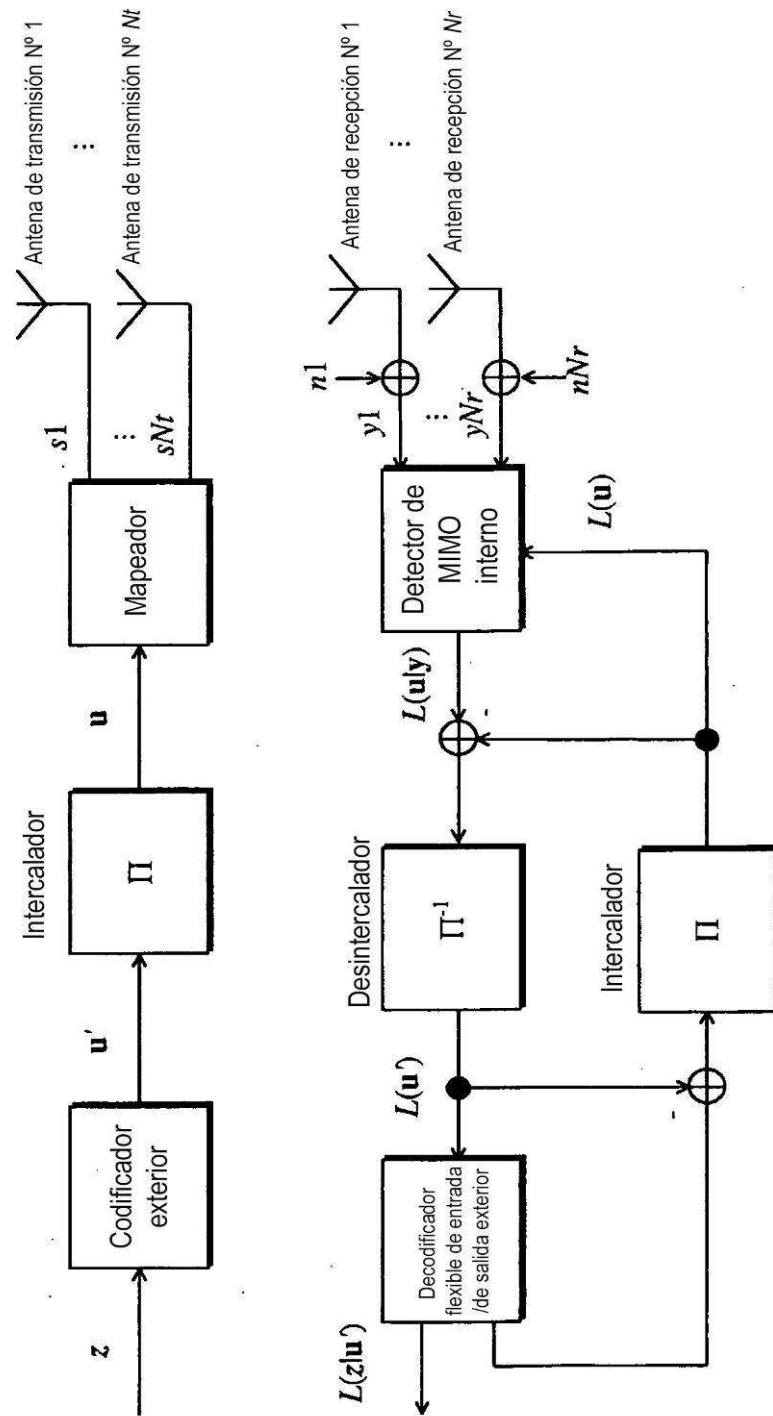 z
Codificador
exterior
u'
Intercalador
Π
u
Mapeador
s1
⋮
sNt
Antena de transmisión Nº 1
⋮
Antena de transmisión Nº Nt
L(z|u')
Decodificador
flexible de entrada
/de salida exterior
L(u')
Desintercalador
Π-1
L(u|y)
-
Detector de
MIMO
interno
y1
⋮
yNr
n1
nNr
Antena de recepción Nº 1
⋮
Antena de recepción Nº Nr
-
Intercalador
Π
L(u)